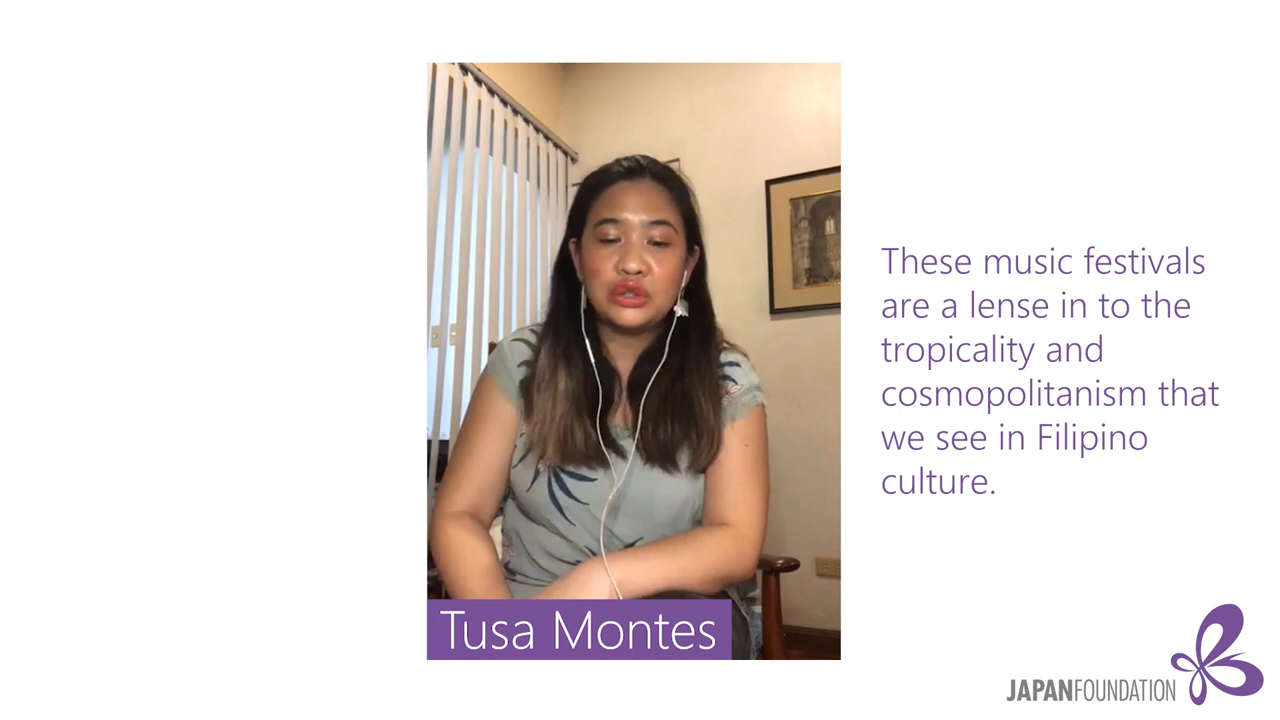 These music festivals
are a lense in to the
tropicality and
cosmopolitanism that
we see in Filipino
culture.
Tusa Montes
JAPANFOUNDATION